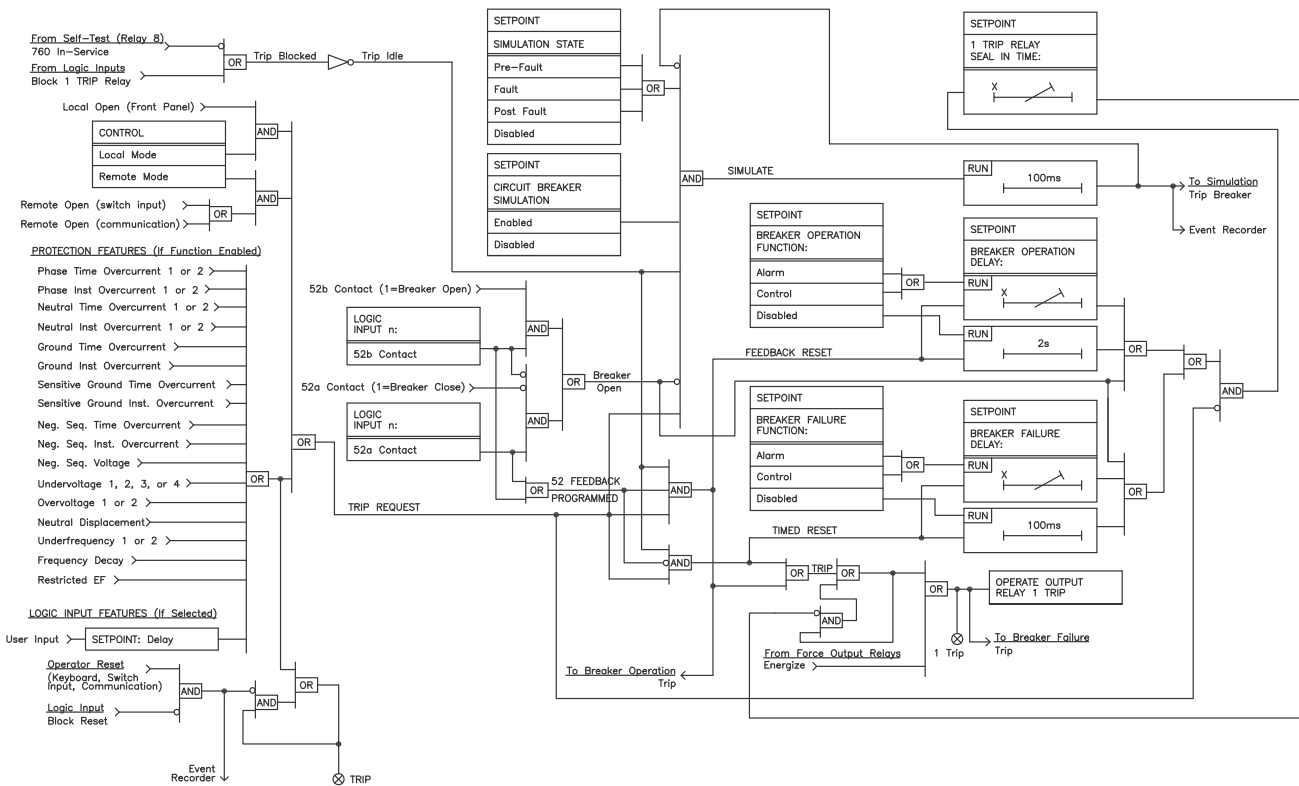 From Self-Test (Relay 8)
760 In-Service
From Logic Inputs
Block 1 TRIP Relay
OR
Trip Blocked
Trip Idle
Local Open (Front Panel)
CONTROL
Local Mode
Remote Mode
AND
AND
Remote Open (switch input)
Remote Open (communication)
OR
PROTECTION FEATURES (If Function Enabled)
Phase Time Overcurrent 1 or 2
Phase Inst Overcurrent 1 or 2
Neutral Time Overcurrent 1 or 2
Neutral Inst Overcurrent 1 or 2
Ground Time Overcurrent
Ground Inst Overcurrent
Sensitive Ground Time Overcurrent
Sensitive Ground Inst. Overcurrent
Neg. Seq. Time Overcurrent
Neg. Seq. Inst. Overcurrent
Neg. Seq. Voltage
Undervoltage 1, 2, 3, or 4
Overvoltage 1 or 2
Neutral Displacement
Underfrequency 1 or 2
Frequency Decay
Restricted EF
OR
OR
LOGIC INPUT FEATURES (If Selected)
User Input
SETPOINT: Delay
Operator Reset
(Keyboard, Switch
Input, Communication)
Logic Input
Block Reset
AND
AND
OR
Event
Recorder
TRIP
SETPOINT
SIMULATION STATE
Pre-Fault
Fault
Post Fault
Disabled
OR
SETPOINT
CIRCUIT BREAKER
SIMULATION
Enabled
Disabled
AND
SIMULATE
52b Contact (1=Breaker Open)
LOGIC
INPUT n:
52b Contact
52a Contact (1=Breaker Close)
LOGIC
INPUT n:
52a Contact
AND
AND
OR
Breaker
Open
OR
52 FEEDBACK
PROGRAMMED
TRIP REQUEST
AND
AND
FEEDBACK RESET
TIMED RESET
SETPOINT
1 TRIP RELAY
SEAL IN TIME:
X
RUN
100ms
To Simulation
Trip Breaker
Event Recorder
SETPOINT
BREAKER OPERATION
FUNCTION:
Alarm
Control
Disabled
OR
SETPOINT
BREAKER OPERATION
DELAY:
RUN
X
RUN
2s
OR
OR
AND
SETPOINT
BREAKER FAILURE
FUNCTION:
Alarm
Control
Disabled
OR
SETPOINT
BREAKER FAILURE
DELAY:
RUN
X
RUN
100ms
OR
OR
TRIP
OR
AND
OR
OPERATE OUTPUT
RELAY 1 TRIP
From Force Output Relays
Energize
1 Trip
To Breaker Failure
Trip
To Breaker Operation
Trip